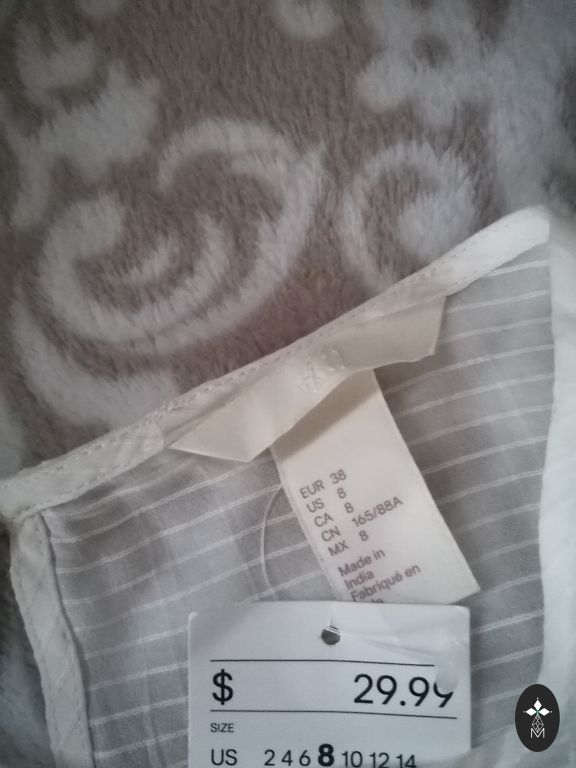 EUR 38
US 8
CA 8
CN 165/88A
MX 8
Made in
India
Fabriqué en
$ 29.99
SIZE
US 2 4 6 8 10 12 14
M